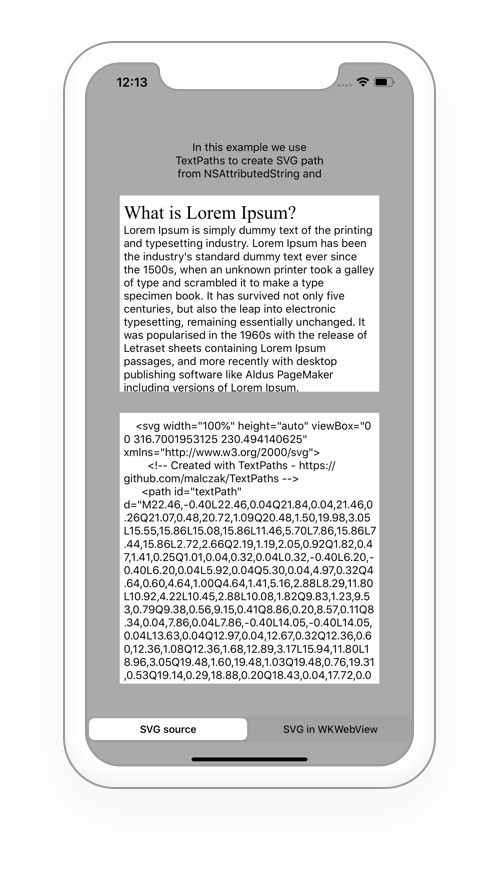 12:13
In this example we use
TextPaths to create SVG path
from NSAttributedString and
What is Lorem Ipsum?
Lorem Ipsum is simply dummy text of the printing
and typesetting industry. Lorem Ipsum has been
the industry's standard dummy text ever since
the 1500s, when an unknown printer took a galley
of type and scrambled it to make a type
specimen book. It has survived not only five
centuries, but also the leap into electronic
typesetting, remaining essentially unchanged. It
was popularised in the 1960s with the release of
Letraset sheets containing Lorem Ipsum
passages, and more recently with desktop
publishing software like Aldus PageMaker
including versions of Lorem Ipsum.
<svg width="100%" height="auto" viewBox="0
0 316.7001953125 230.494140625"
xmlns="http://www.w3.org/2000/svg">
<!-- Created with TextPaths - https://
github.com/malczak/TextPaths -->
<path id="textPath"
d="M22.46,-0.40L22.46,0.04Q21.84,0.04,21.46,0
.26Q21.07,0.48,20.72,1.09Q20.48,1.50,19.98,3.05
L15.55,15.86L15.08,15.86L11.46,5.70L7.86,15.86L7
.44,15.86L2.72,2.66Q2.19,1.19,2.05,0.92Q1.82,0.4
7,1.41,0.25Q1.01,0.04,0.32,0.04L0.32,-0.40L6.20,-
0.40L6.20,0.04L5.92,0.04Q5.30,0.04,4.97,0.32Q4
.64,0.60,4.64,1.00Q4.64,1.41,5.16,2.88L8.29,11.80
L10.92,4.22L10.45,2.88L10.08,1.82Q9.83,1.23,9.5
3,0.79Q9.38,0.56,9.15,0.41Q8.86,0.20,8.57,0.11Q8
.34,0.04,7.86,0.04L7.86,-0.40L14.05,-0.40L14.05,
0.04L13.63,0.04Q12.97,0.04,12.67,0.32Q12.36,0.6
0,12.36,1.08Q12.36,1.68,12.89,3.17L15.94,11.80L1
8.96,3.05Q19.48,1.60,19.48,1.03Q19.48,0.76,19.31
,0.53Q19.14,0.29,18.88,0.20Q18.43,0.04,17.72,0.0
SVG source
SVG in WKWebView